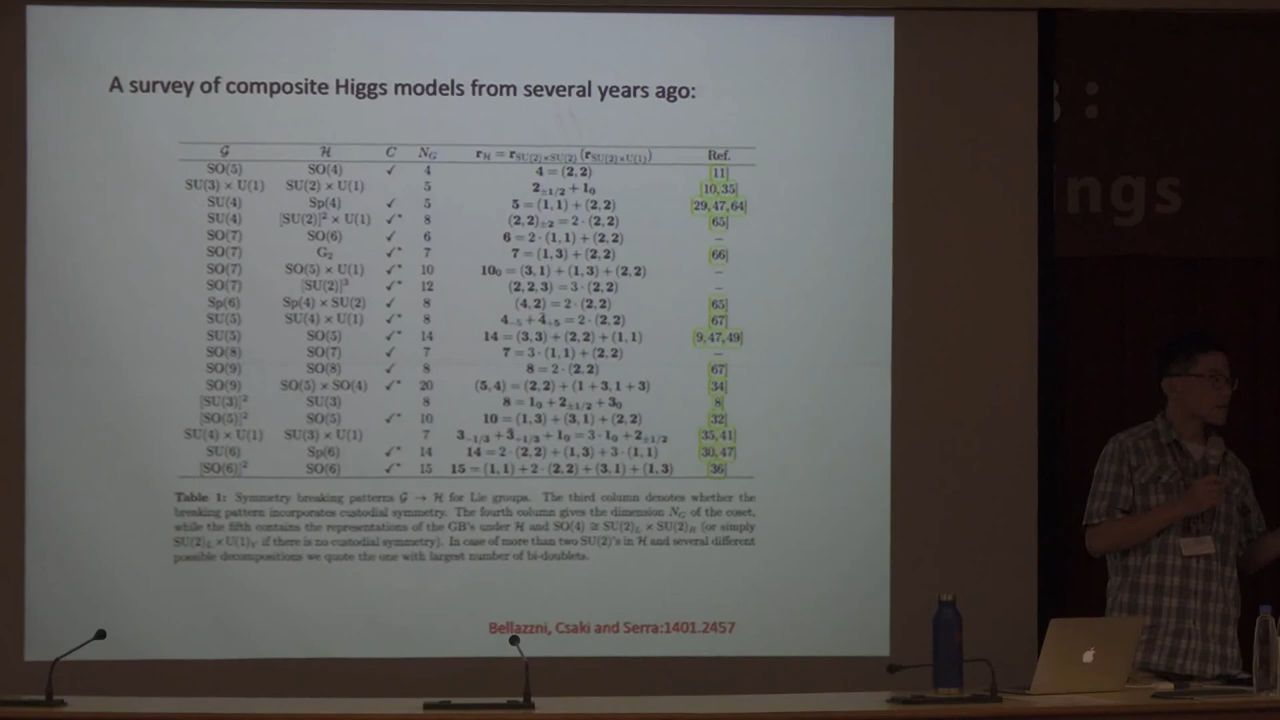 A survey of composite Higgs models from several years ago:
G H C N_G r_H = r_SU(2)×SU(2) (r_SU(2)×U(1)) Ref.
SO(5) SO(4) ✓ 4 4 = (2, 2) [11]
SU(3) × U(1) SU(2) × U(1) 5 2_±1/2 + 1_0 [10, 35]
SU(4) Sp(4) ✓ 5 5 = (1, 1) + (2, 2) [29, 47, 64]
SU(4) [SU(2)]² × U(1) ✓* 8 (2, 2)_±2 = 2 · (2, 2) [65]
SO(7) SO(6) ✓ 6 6 = 2 · (1, 1) + (2, 2) −
SO(7) G₂ ✓* 7 7 = (1, 3) + (2, 2) [66]
SO(7) SO(5) × U(1) ✓* 10 10_0 = (3, 1) + (1, 3) + (2, 2) −
SO(7) [SU(2)]³ ✓* 12 (2, 2, 3) = 3 · (2, 2) −
Sp(6) Sp(4) × SU(2) ✓ 8 (4, 2) = 2 · (2, 2) [65]
SU(5) SU(4) × U(1) ✓* 8 4_−5 + 4̄_+5 = 2 · (2, 2) [67]
SU(5) SO(5) ✓* 14 14 = (3, 3) + (2, 2) + (1, 1) [9, 47, 49]
SO(8) SO(7) ✓ 7 7 = 3 · (1, 1) + (2, 2) −
SO(9) SO(8) ✓ 8 8 = 2 · (2, 2) [67]
SO(9) SO(5) × SO(4) ✓* 20 (5, 4) = (2, 2) + (1 + 3, 1 + 3) [34]
[SU(3)]² SU(3) 8 8 = 1_0 + 2_±1/2 + 3_0 [8]
[SO(5)]² SO(5) ✓* 10 10 = (1, 3) + (3, 1) + (2, 2) [32]
SU(4) × U(1) SU(3) × U(1) 7 3_−1/3 + 3̄_+1/3 + 1_0 = 3 · 1_0 + 2_±1/2 [35, 41]
SU(6) Sp(6) ✓* 14 14 = 2 · (2, 2) + (1, 3) + 3 · (1, 1) [30, 47]
[SO(6)]² SO(6) ✓* 15 15 = (1, 1) + 2 · (2, 2) + (3, 1) + (1, 3) [36]
Table 1: Symmetry breaking patterns G → H for Lie groups. The third column denotes whether the
breaking pattern incorporates custodial symmetry. The fourth column gives the dimension N_G of the coset,
while the fifth contains the representations of the GB's under H and SO(4) ≅ SU(2)_L × SU(2)_R (or simply
SU(2)_L × U(1)_Y if there is no custodial symmetry). In case of more than two SU(2)'s in H and several different
possible decompositions we quote the one with largest number of bi-doublets.
Bellazzni, Csaki and Serra:1401.2457